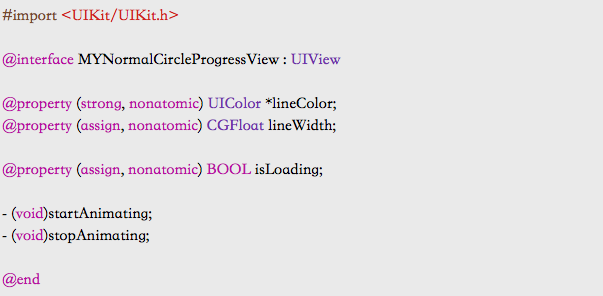 #import <UIKit/UIKit.h>
@interface MYNormalCircleProgressView : UIView
@property (strong, nonatomic) UIColor *lineColor;
@property (assign, nonatomic) CGFloat lineWidth;
@property (assign, nonatomic) BOOL isLoading;
- (void)startAnimating;
- (void)stopAnimating;
@end